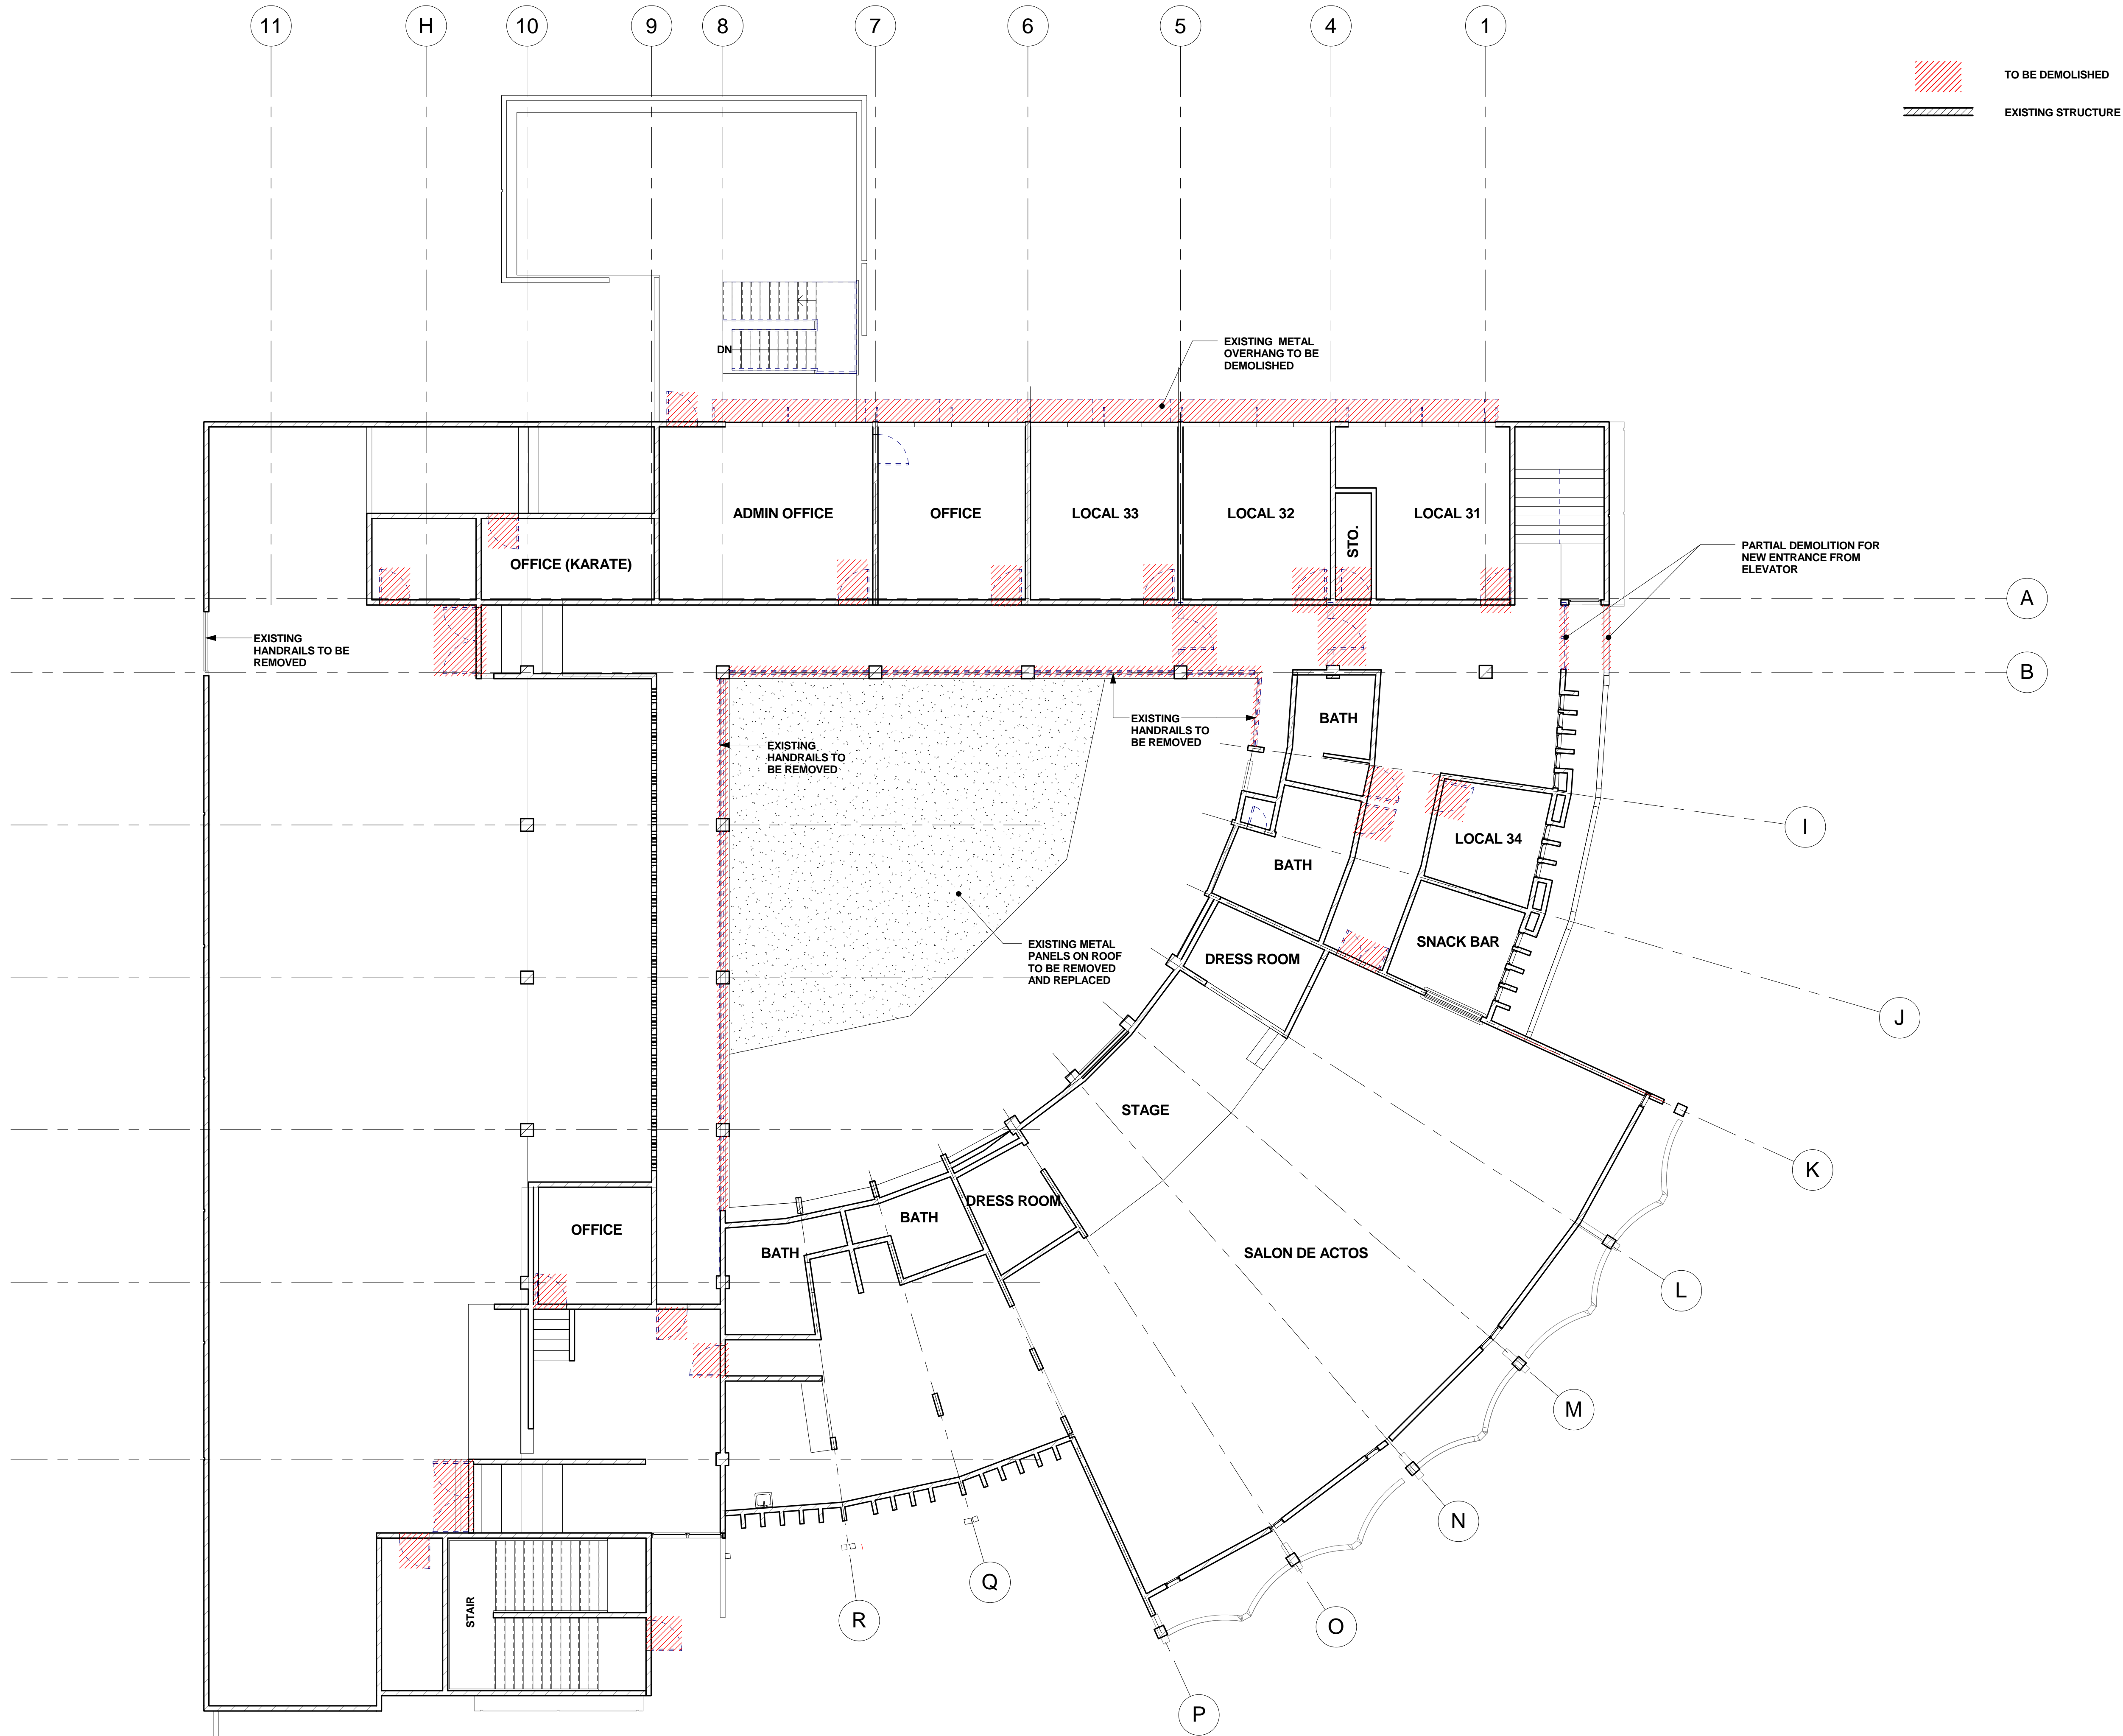 11
H
10
9
8
7
6
5
4
1
TO BE DEMOLISHED
EXISTING STRUCTURE
DN
EXISTING METAL
OVERHANG TO BE
DEMOLISHED
ADMIN OFFICE
OFFICE
LOCAL 33
LOCAL 32
STO.
LOCAL 31
OFFICE (KARATE)
PARTIAL DEMOLITION FOR
NEW ENTRANCE FROM
ELEVATOR
A
EXISTING
HANDRAILS TO BE
REMOVED
B
EXISTING
HANDRAILS TO
BE REMOVED
EXISTING
HANDRAILS TO
BE REMOVED
BATH
I
LOCAL 34
BATH
EXISTING METAL
PANELS ON ROOF
TO BE REMOVED
AND REPLACED
SNACK BAR
DRESS ROOM
J
STAGE
K
DRESS ROOM
BATH
OFFICE
BATH
SALON DE ACTOS
L
M
N
Q
STAIR
R
O
P